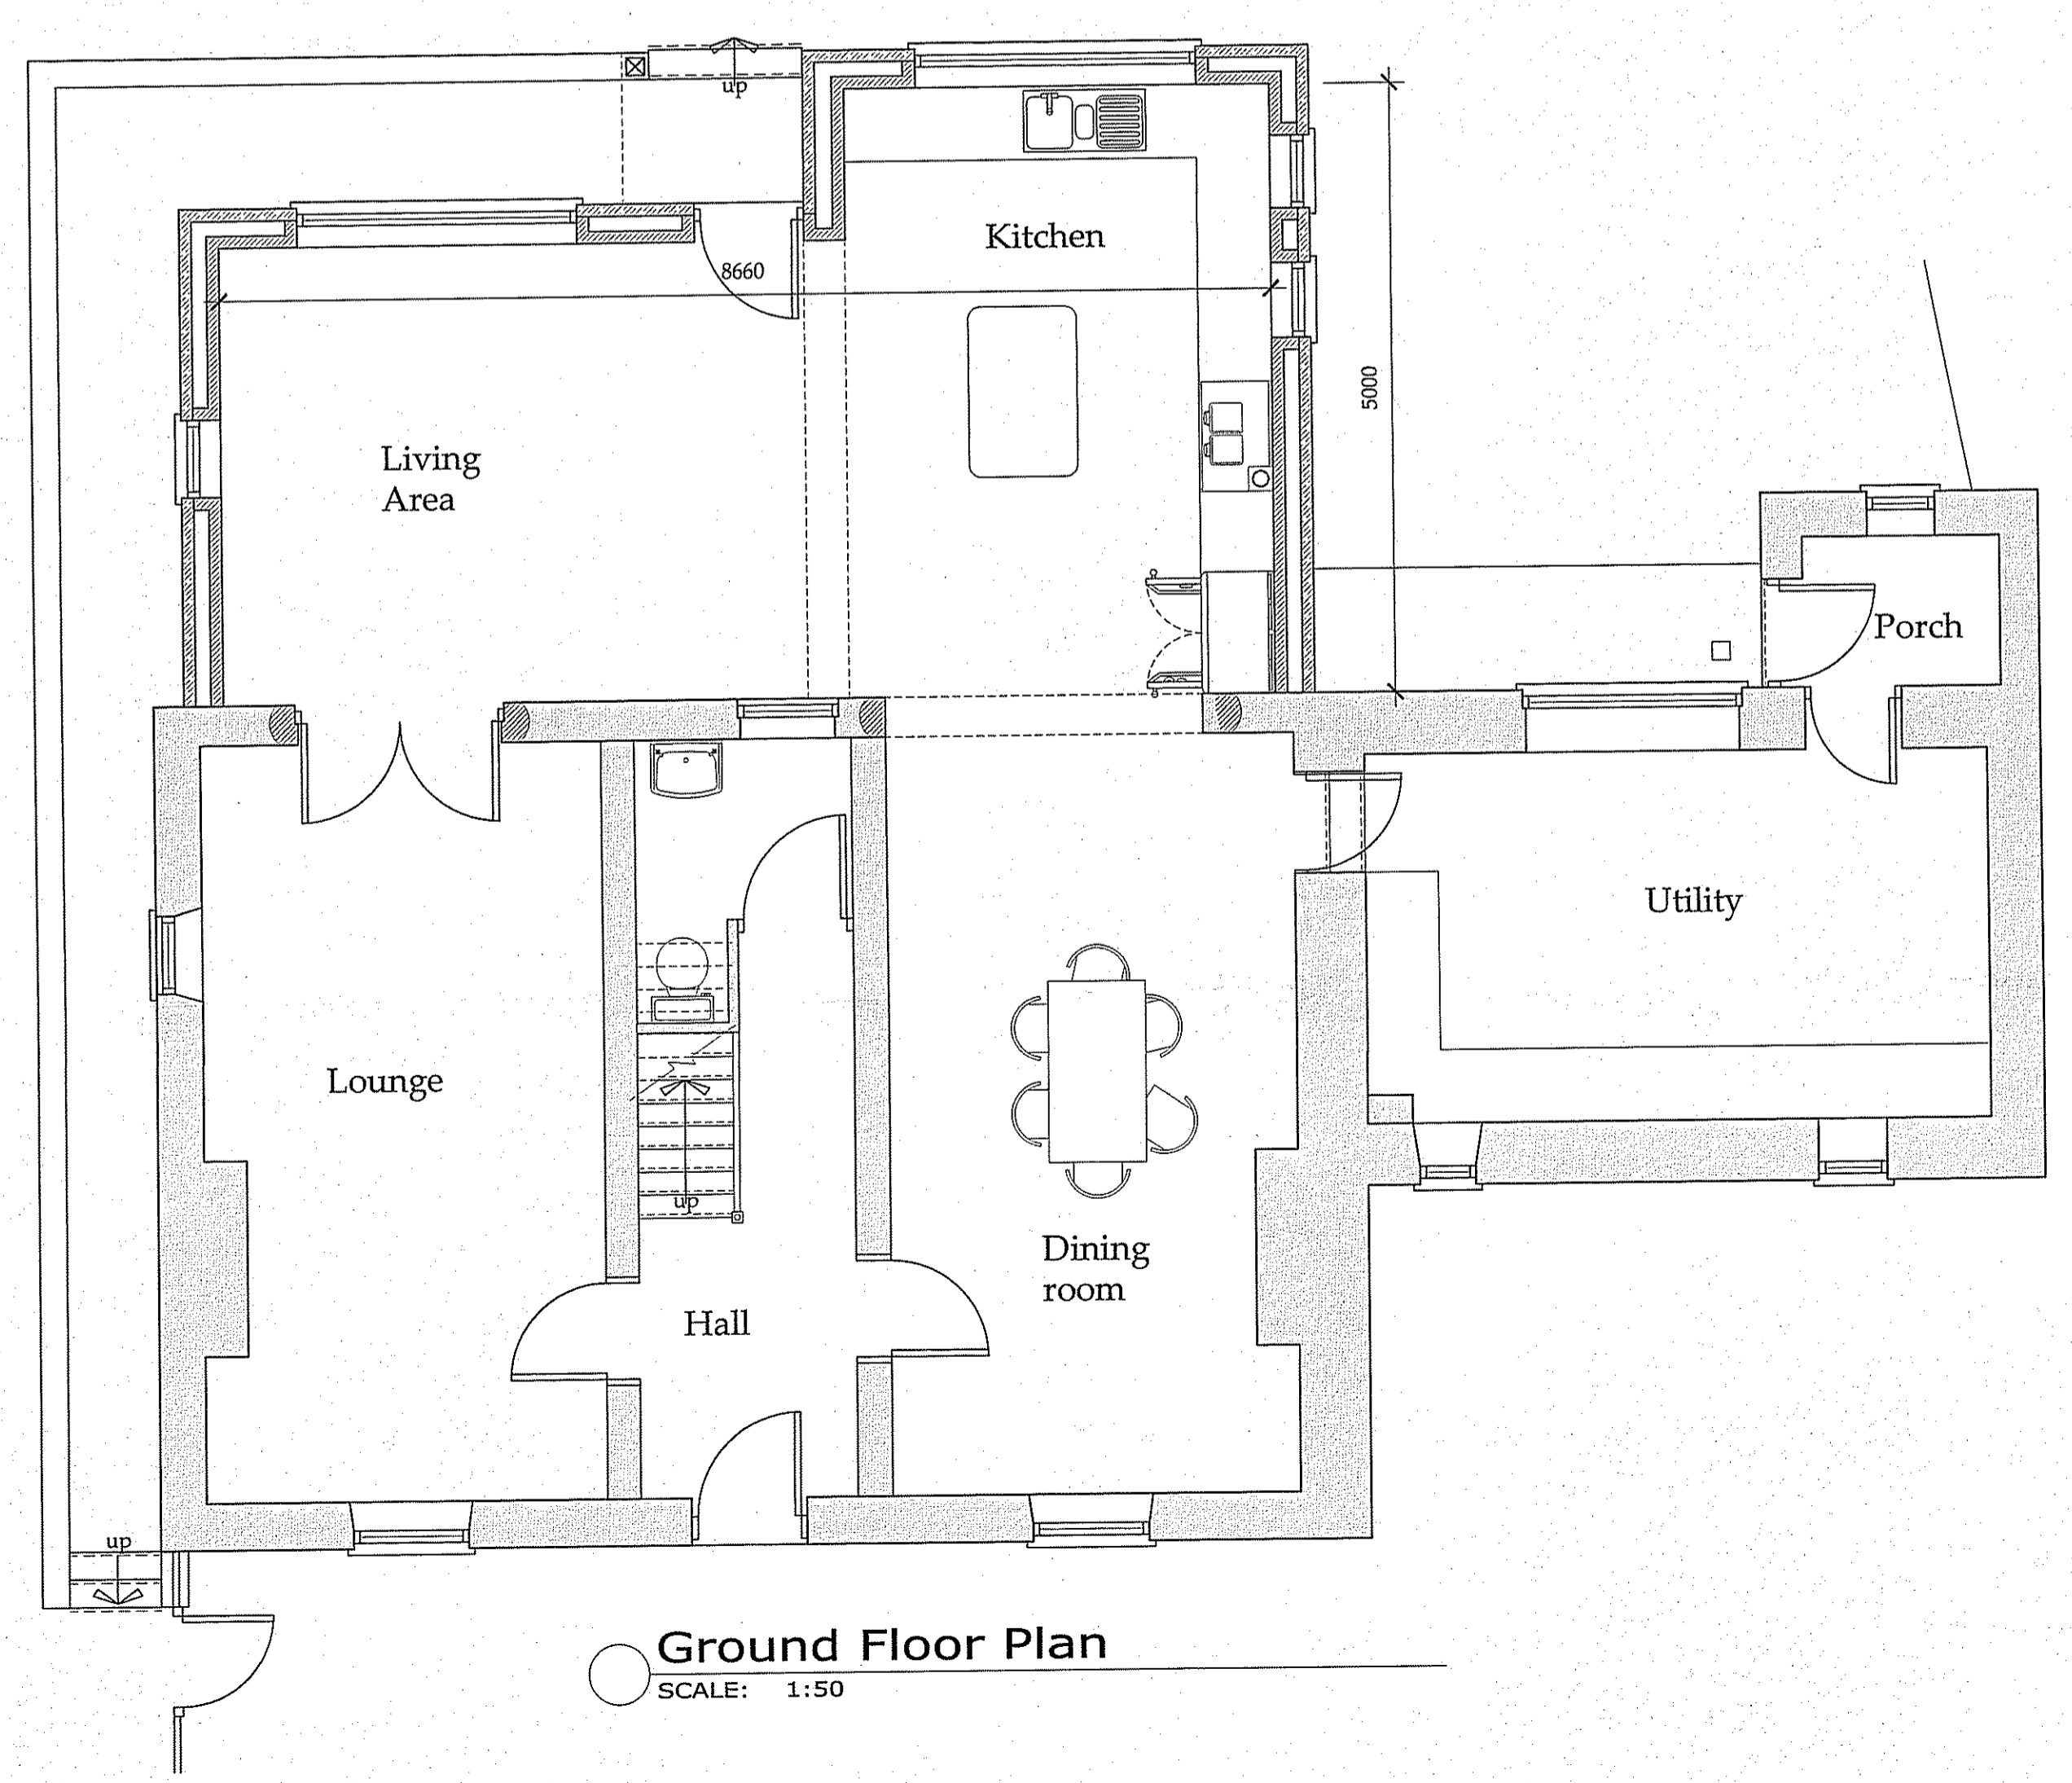 up
Kitchen
8660
5000
Living
Area
Porch
Utility
Lounge
up
Dining
room
Hall
up
Ground Floor Plan
SCALE: 1:50